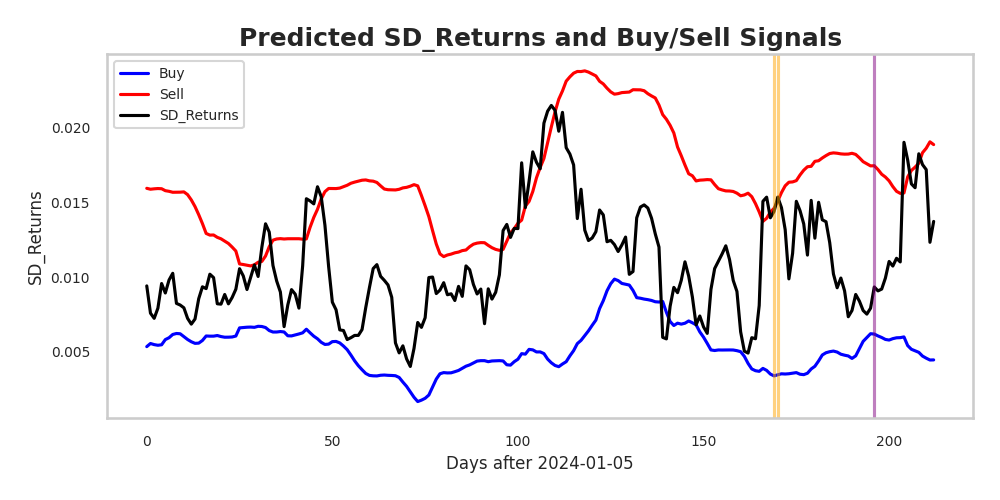 Predicted SD_Returns and Buy/Sell Signals
Buy
Sell
SD_Returns
SD_Returns
0.020
0.015
0.010
0.005
0
50
100
150
200
Days after 2024-01-05